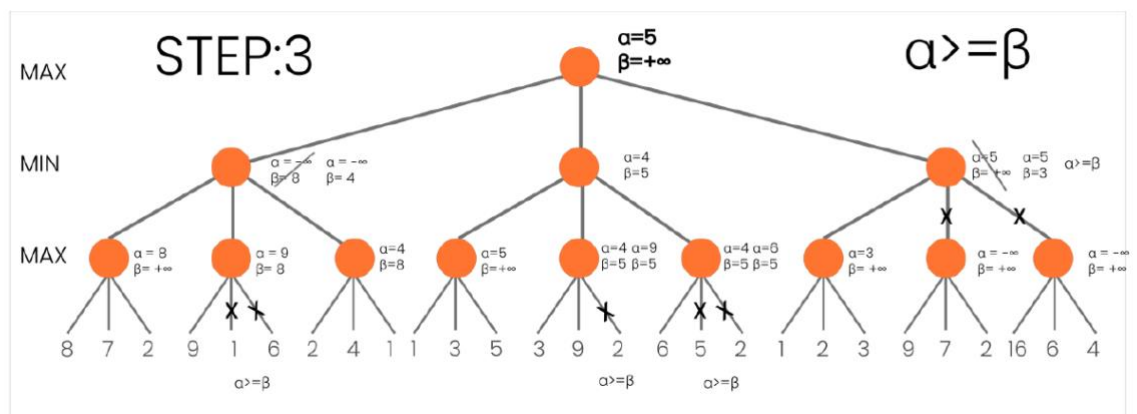 STEP:3
α=5
β=+∞
α>=β
MAX
MIN
α = -∞ α = -∞
β= 8 β= 4
α=4
β=5
α=5 α=5 α>=β
β= +∞ β=3
MAX
α = 8
β= +∞
α = 9
β= 8
α=4
β=8
α=5
β=+∞
α=4 α=9
β=5 β=5
α=4 α=6
β=5 β=5
α=3
β= +∞
α = -∞
β= +∞
α = -∞
β= +∞
X X
X X X X X
8 7 2 9 1 6 2 4 1 1 3 5 3 9 2 6 5 2 1 2 3 9 7 2 16 6 4
α>=β α>=β α>=β